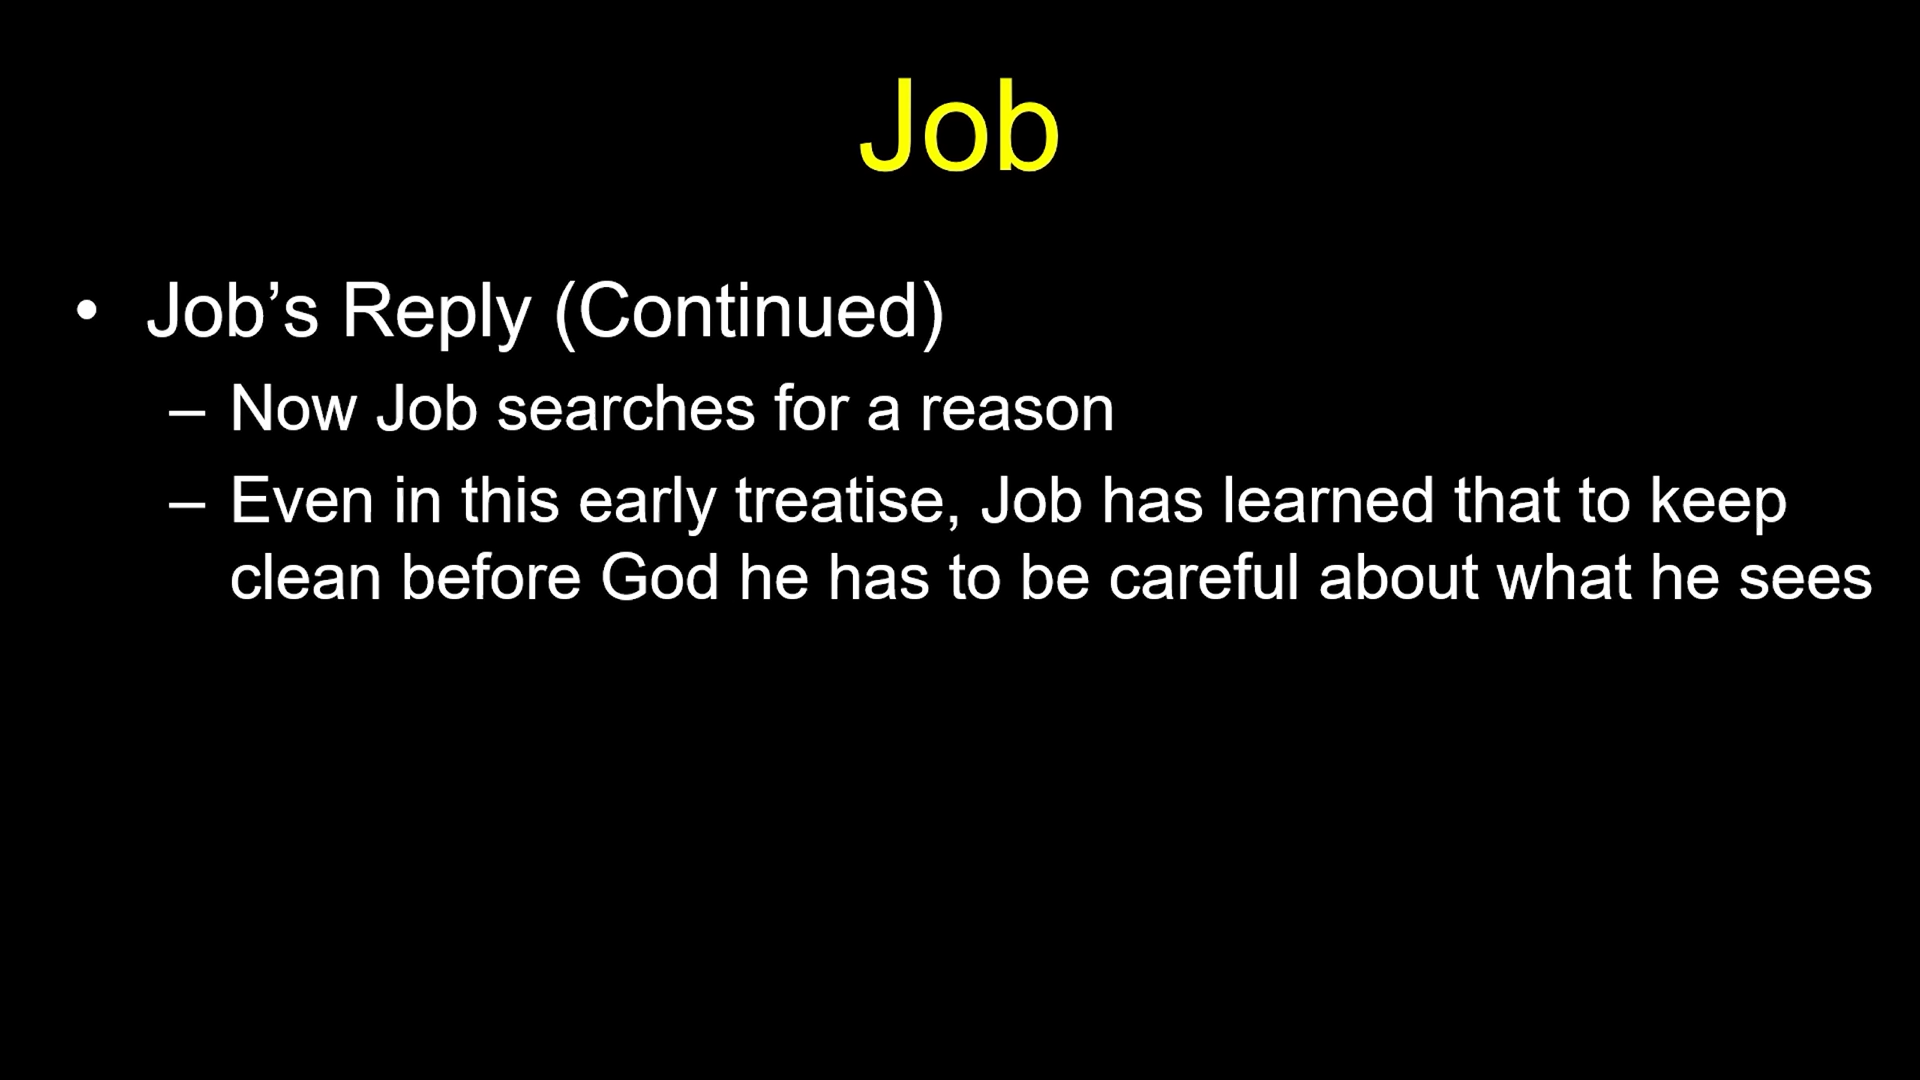 Job
• Job’s Reply (Continued)
– Now Job searches for a reason
– Even in this early treatise, Job has learned that to keep
clean before God he has to be careful about what he sees